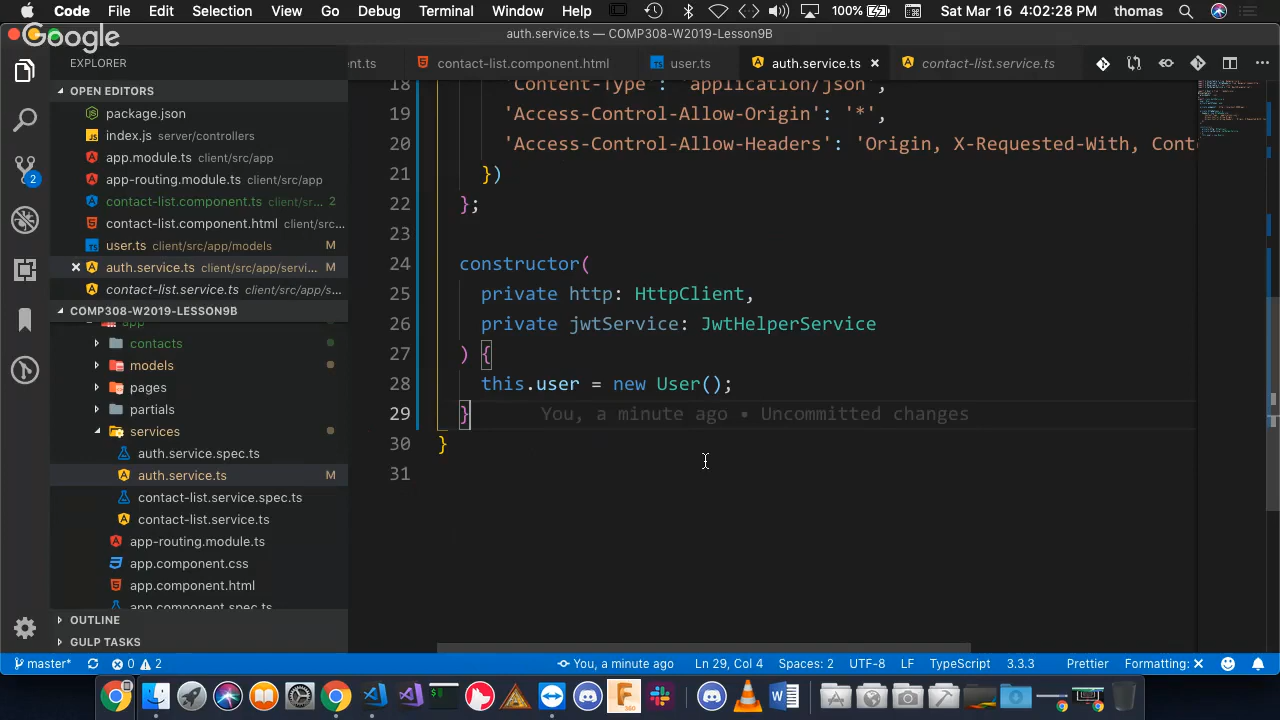 Code File Edit Selection View Go Debug Terminal Window Help 100% Sat Mar 16 4:02:28 PM thomas
Google
auth.service.ts — COMP308-W2019-Lesson9B
EXPLORER
ent.ts contact-list.component.html user.ts auth.service.ts contact-list.service.ts
OPEN EDITORS
package.json
index.js server/controllers
app.module.ts client/src/app
app-routing.module.ts client/src/app
contact-list.component.ts client/sr... 2
contact-list.component.html client/src...
user.ts client/src/app/models M
auth.service.ts client/src/app/servi... M
contact-list.service.ts client/src/app/s...
COMP308-W2019-LESSON9B
app
contacts
models
pages
partials
services
auth.service.spec.ts
auth.service.ts M
contact-list.service.spec.ts
contact-list.service.ts
app-routing.module.ts
app.component.css
app.component.html
app.component.spec.ts
OUTLINE
GULP TASKS
2
18 'Content-Type': 'application/json',
19 'Access-Control-Allow-Origin': '*',
20 'Access-Control-Allow-Headers': 'Origin, X-Requested-With, Cont
21 })
22 };
23
24 constructor(
25 private http: HttpClient,
26 private jwtService: JwtHelperService
27 ) {
28 this.user = new User();
29 } You, a minute ago • Uncommitted changes
30 }
31
master* 0 2 You, a minute ago Ln 29, Col 4 Spaces: 2 UTF-8 LF TypeScript 3.3.3 Prettier Formatting: ✕